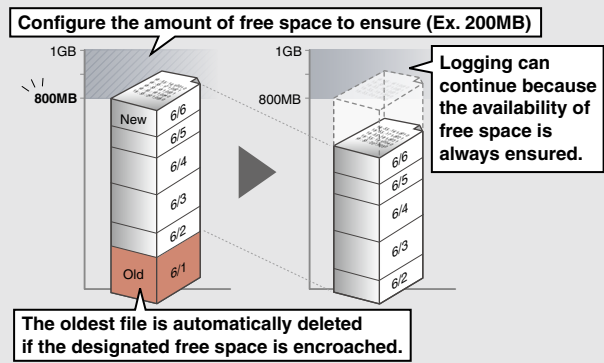 Configure the amount of free space to ensure (Ex. 200MB)
1GB
800MB
New
6/6
6/5
6/4
6/3
6/2
Old
6/1
1GB
800MB
6/6
6/5
6/4
6/3
6/2
Logging can
continue because
the availability of
free space is
always ensured.
The oldest file is automatically deleted
if the designated free space is encroached.